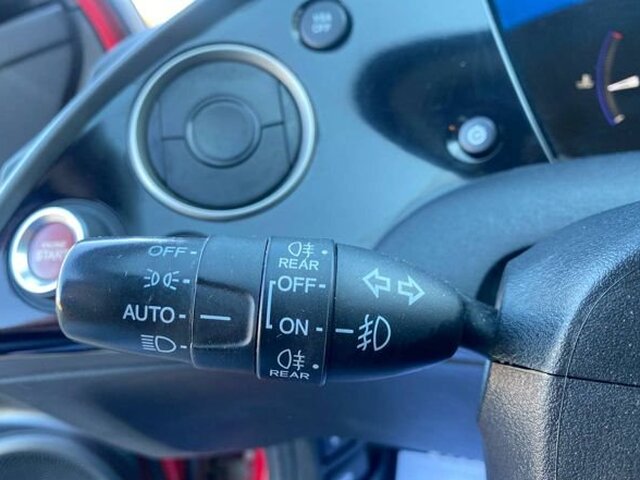 VSA
OFF
ENGINE
START
OFF
AUTO
REAR
OFF
ON
REAR